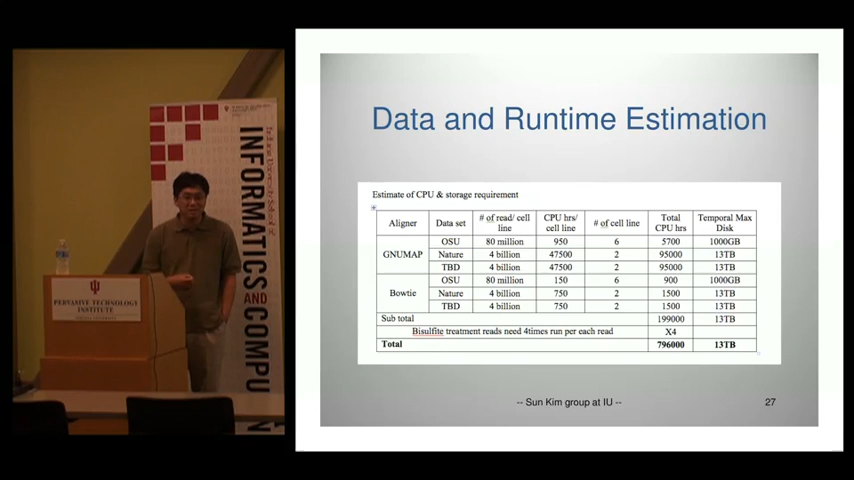 Data and Runtime Estimation
Estimate of CPU & storage requirement
Aligner Data set # of read/ cell line CPU hrs/ cell line # of cell line Total CPU hrs Temporal Max Disk
GNUMAP OSU 80 million 950 6 5700 1000GB
Nature 4 billion 47500 2 95000 13TB
TBD 4 billion 47500 2 95000 13TB
Bowtie OSU 80 million 150 6 900 1000GB
Nature 4 billion 750 2 1500 13TB
TBD 4 billion 750 2 1500 13TB
Sub total 199000 13TB
Bisulfite treatment reads need 4times run per each read X4
Total 796000 13TB
-- Sun Kim group at IU --
27
INFORMATICS AND COMPU
PERVASIVE TECHNOLOGY
INSTITUTE